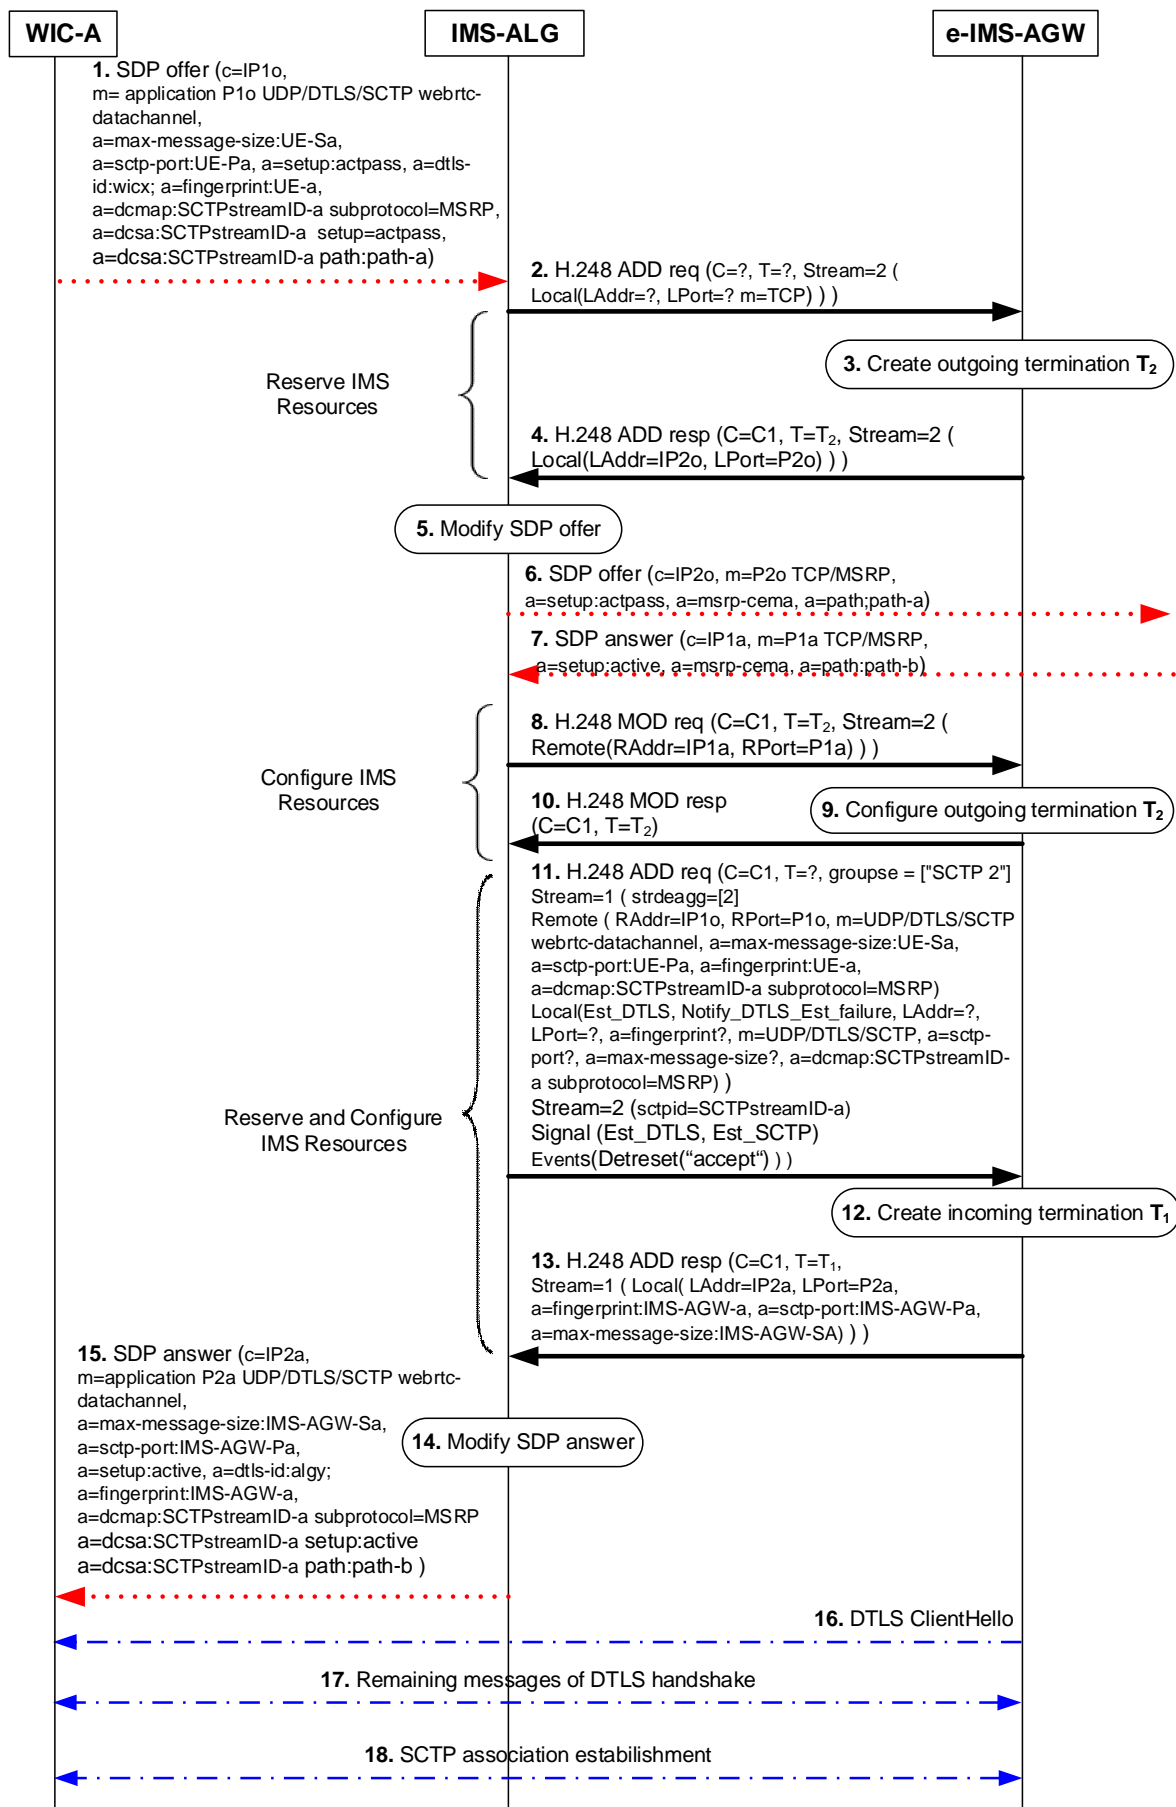 WIC-A
IMS-ALG
e-IMS-AGW
1. SDP offer (c=IP1o,
m= application P1o UDP/DTLS/SCTP webrtc-
datachannel,
a=max-message-size:UE-Sa,
a=sctp-port:UE-Pa, a=setup:actpass, a=dtls-
id:wicx; a=fingerprint:UE-a,
a=dcmap:SCTPstreamID-a subprotocol=MSRP,
a=dcsa:SCTPstreamID-a setup=actpass,
a=dcsa:SCTPstreamID-a path:path-a)
2. H.248 ADD req (C=?, T=?, Stream=2 (
Local(LAddr=?, LPort=? m=TCP) ) )
3. Create outgoing termination T2
Reserve IMS
Resources
4. H.248 ADD resp (C=C1, T=T2, Stream=2 (
Local(LAddr=IP2o, LPort=P2o) ) )
5. Modify SDP offer
6. SDP offer (c=IP2o, m=P2o TCP/MSRP,
a=setup:actpass, a=msrp-cema, a=path;path-a)
7. SDP answer (c=IP1a, m=P1a TCP/MSRP,
a=setup:active, a=msrp-cema, a=path:path-b)
8. H.248 MOD req (C=C1, T=T2, Stream=2 (
Remote(RAddr=IP1a, RPort=P1a) ) )
Configure IMS
Resources
9. Configure outgoing termination T2
10. H.248 MOD resp
(C=C1, T=T2)
11. H.248 ADD req (C=C1, T=?, groupse = ["SCTP 2"]
Stream=1 ( strdeagg=[2]
Remote ( RAddr=IP1o, RPort=P1o, m=UDP/DTLS/SCTP
webrtc-datachannel, a=max-message-size:UE-Sa,
a=sctp-port:UE-Pa, a=fingerprint:UE-a,
a=dcmap:SCTPstreamID-a subprotocol=MSRP)
Local(Est_DTLS, Notify_DTLS_Est_failure, LAddr=?,
LPort=?, a=fingerprint?, m=UDP/DTLS/SCTP, a=sctp-
port?, a=max-message-size?, a=dcmap:SCTPstreamID-
a subprotocol=MSRP) )
Stream=2 (sctpid=SCTPstreamID-a)
Signal (Est_DTLS, Est_SCTP)
Events(Detreset(“accept“) ) )
Reserve and Configure
IMS Resources
12. Create incoming termination T1
13. H.248 ADD resp (C=C1, T=T1,
Stream=1 ( Local( LAddr=IP2a, LPort=P2a,
a=fingerprint:IMS-AGW-a, a=sctp-port:IMS-AGW-Pa,
a=max-message-size:IMS-AGW-SA) ) )
14. Modify SDP answer
15. SDP answer (c=IP2a,
m=application P2a UDP/DTLS/SCTP webrtc-
datachannel,
a=max-message-size:IMS-AGW-Sa,
a=sctp-port:IMS-AGW-Pa,
a=setup:active, a=dtls-id:algy;
a=fingerprint:IMS-AGW-a,
a=dcmap:SCTPstreamID-a subprotocol=MSRP
a=dcsa:SCTPstreamID-a setup:active
a=dcsa:SCTPstreamID-a path:path-b )
16. DTLS ClientHello
17. Remaining messages of DTLS handshake
18. SCTP association estabilishment